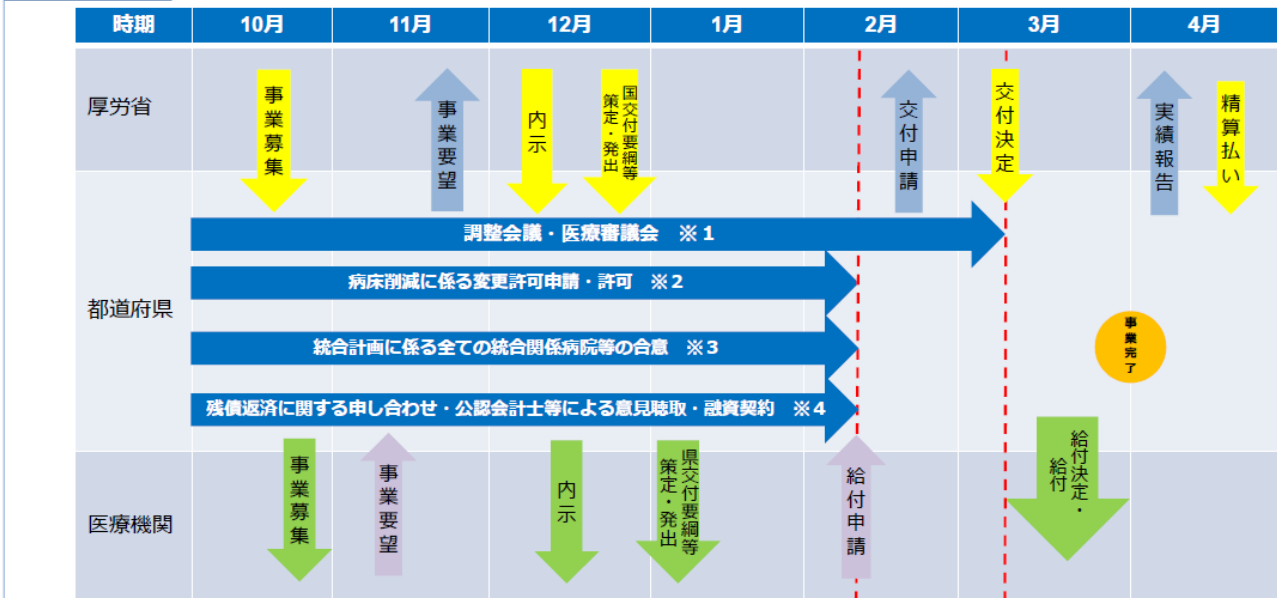 時期 10月 11月 12月 1月 2月 3月 4月
厚労省
事業募集
事業要望
内示
国交付要綱等
策定・発出
交付申請
交付決定
実績報告
精算払い
都道府県
調整会議・医療審議会 ※1
病床削減に係る変更許可申請・許可 ※2
統合計画に係る全ての統合関係病院等の合意 ※3
残債返済に関する申し合わせ・公認会計士等による意見聴取・融資契約 ※4
事業完了
医療機関
事業募集
事業要望
内示
県交付要綱等
策定・発出
給付申請
給付決定・
給付